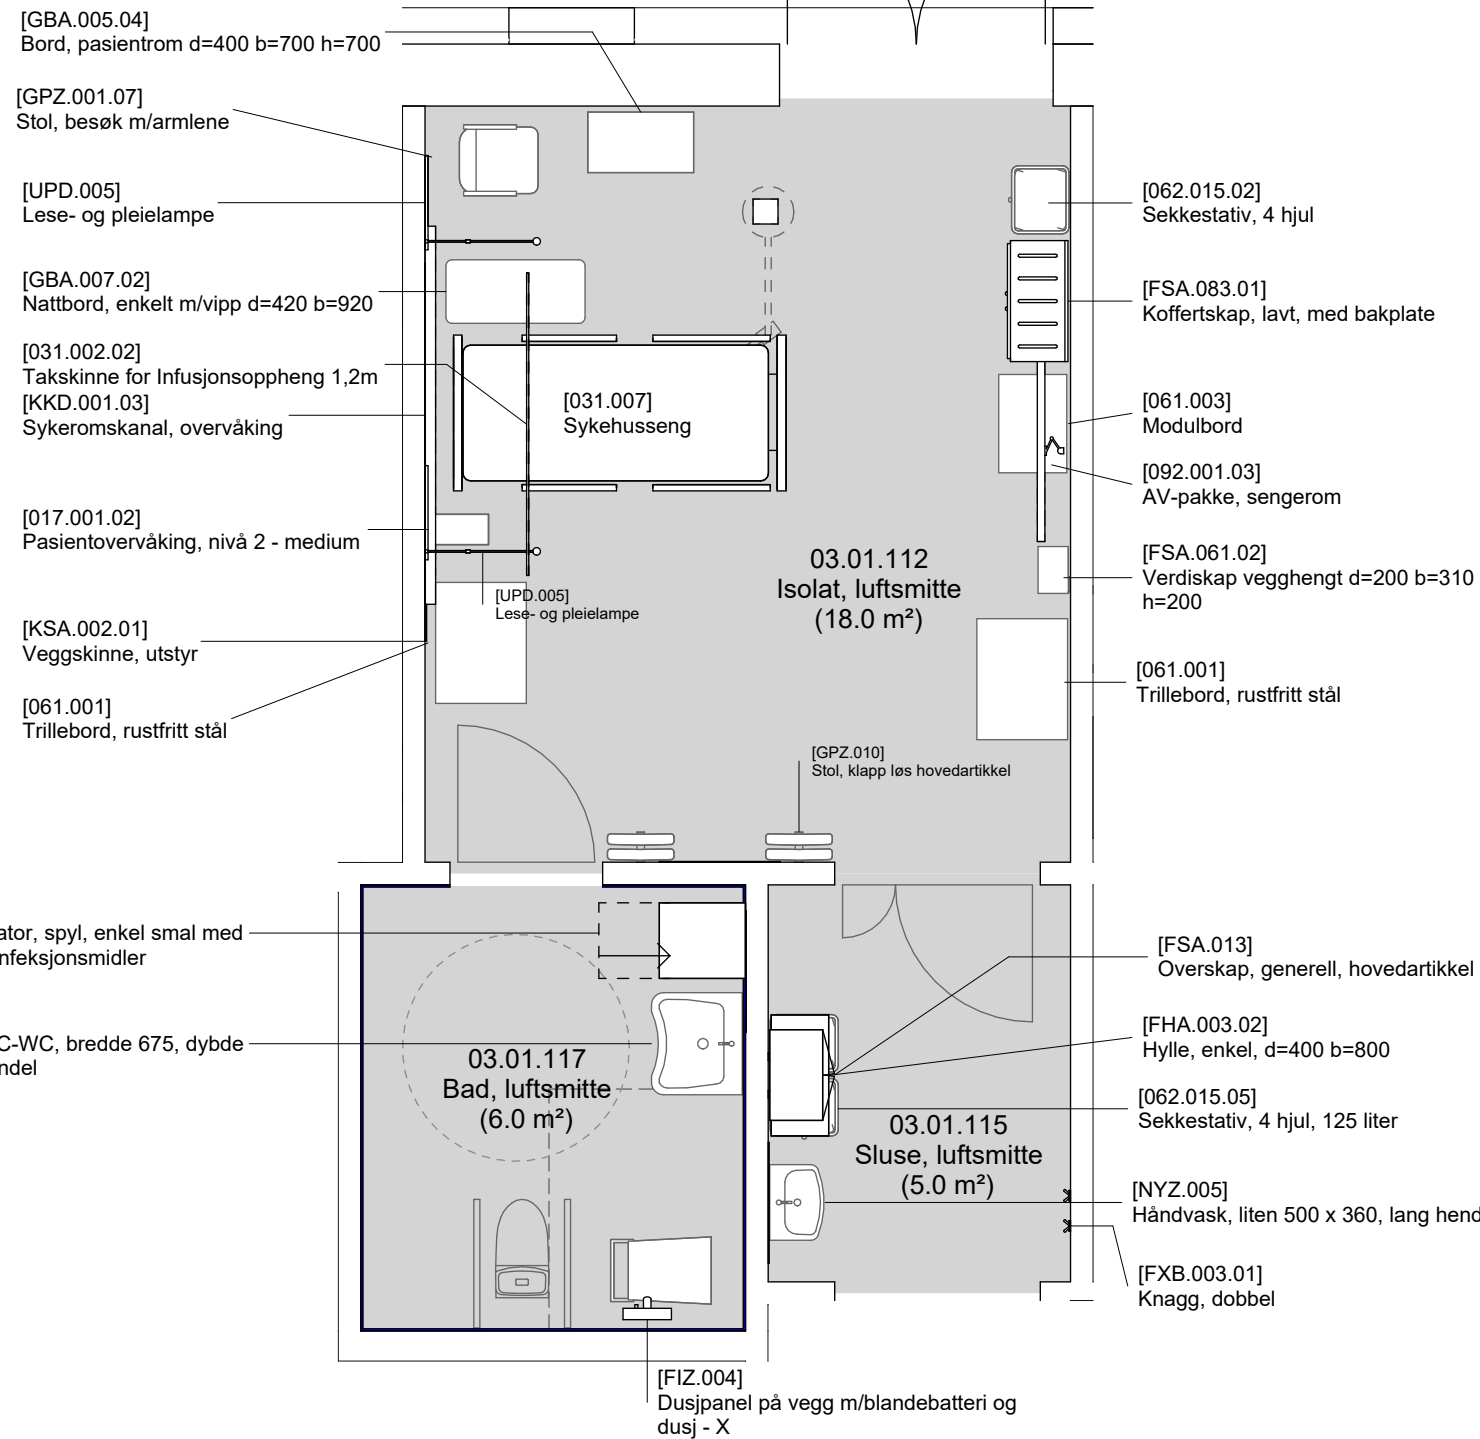 [GBA.005.04]
Bord, pasientrom d=400 b=700 h=700
[GPZ.001.07]
Stol, besøk m/armlene
[UPD.005]
Lese- og pleielampe
[GBA.007.02]
Nattbord, enkelt m/vipp d=420 b=920
[031.002.02]
Takskinne for Infusjonsoppheng 1,2m
[KKD.001.03]
Sykeromskanal, overvåking
[017.001.02]
Pasientovervåking, nivå 2 - medium
[KSA.002.01]
Veggskinne, utstyr
[061.001]
Trillebord, rustfritt stål
[031.007]
Sykehusseng
[UPD.005]
Lese- og pleielampe
03.01.112
Isolat, luftsmitte
(18.0 m²)
[GPZ.010]
Stol, klapp løs hovedartikkel
[062.015.02]
Sekkestativ, 4 hjul
[FSA.083.01]
Koffertskap, lavt, med bakplate
[061.003]
Modulbord
[092.001.03]
AV-pakke, sengerom
[FSA.061.02]
Verdiskap vegghengt d=200 b=310
h=200
[061.001]
Trillebord, rustfritt stål
ator, spyl, enkel smal med
nfeksjonsmidler
C-WC, bredde 675, dybde
ndel
03.01.117
Bad, luftsmitte
(6.0 m²)
03.01.115
Sluse, luftsmitte
(5.0 m²)
[FSA.013]
Overskap, generell, hovedartikkel
[FHA.003.02]
Hylle, enkel, d=400 b=800
[062.015.05]
Sekkestativ, 4 hjul, 125 liter
[NYZ.005]
Håndvask, liten 500 x 360, lang hend
[FXB.003.01]
Knagg, dobbel
[FIZ.004]
Dusjpanel på vegg m/blandebatteri og
dusj - X